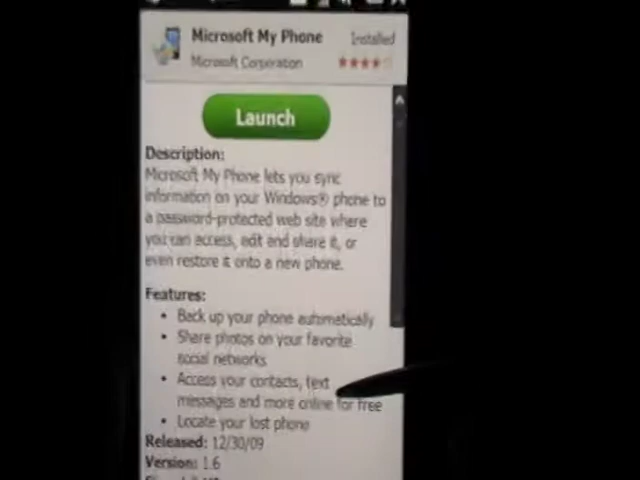 Microsoft My Phone
Installed
Microsoft Corporation
Launch
Description:
Microsoft My Phone lets you sync
information on your Windows® phone to
a password-protected web site where
you can access, edit and share it, or
even restore it onto a new phone.
Features:
• Back up your phone automatically
• Share photos on your favorite
social networks
• Access your contacts, text
messages and more online for free
• Locate your lost phone
Released: 12/30/09
Version: 1.6